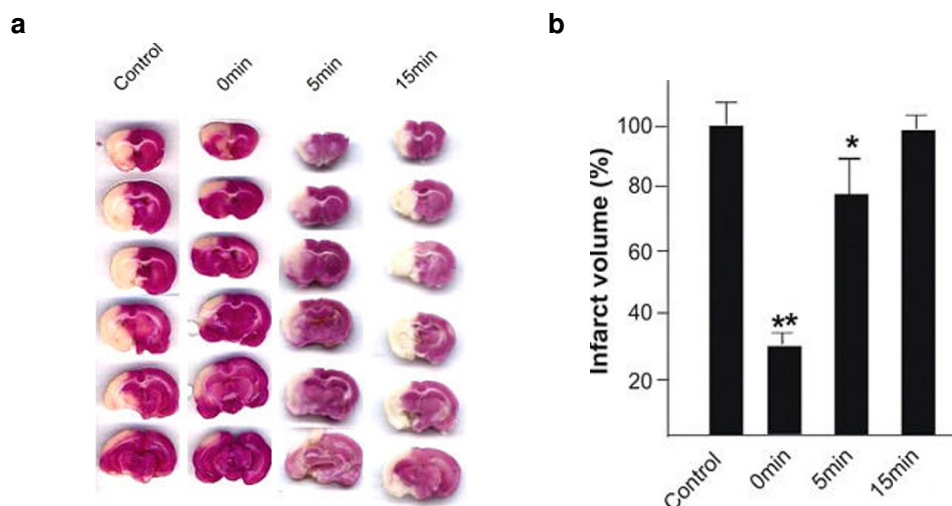 a
Control
0min
5min
15min
b
Infarct volume (%)
100
80
60
40
20
**
*
Control
0min
5min
15min